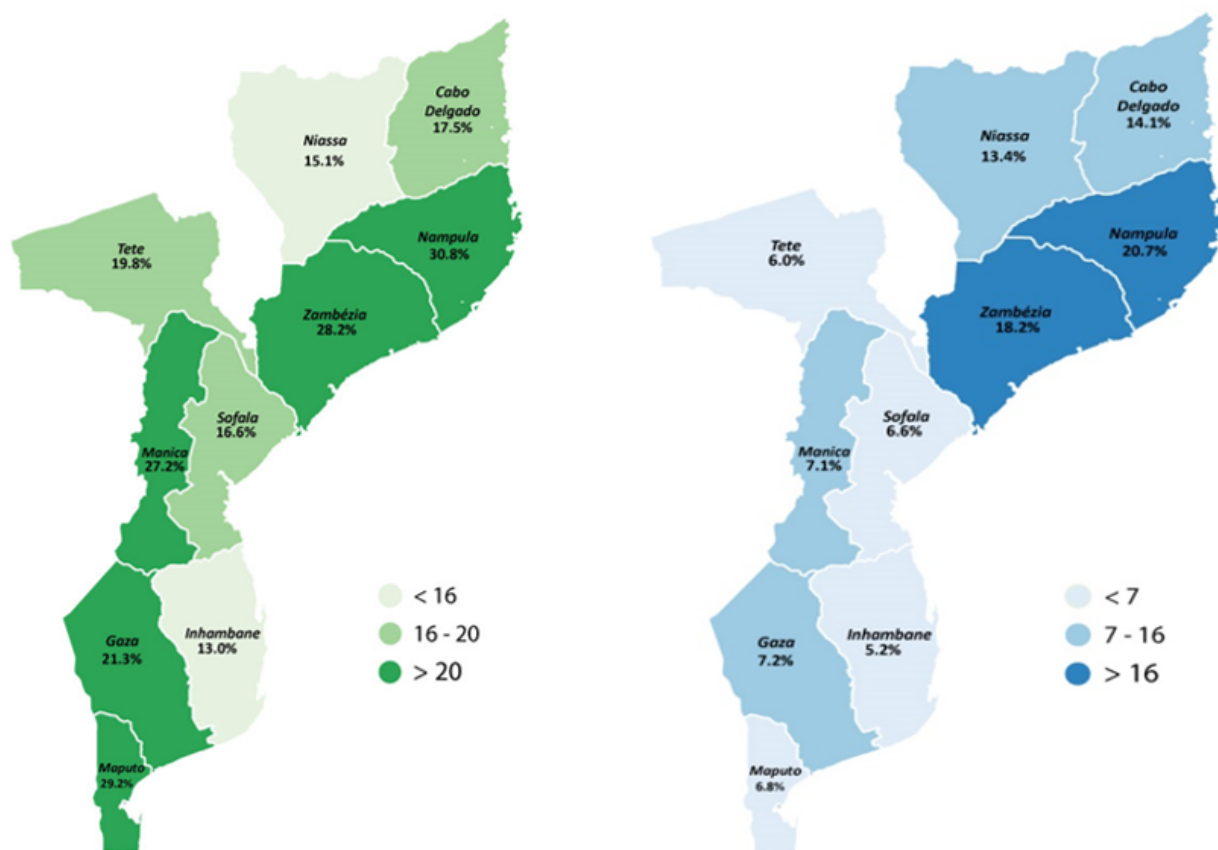 Cabo
Delgado
17.5%
Niassa
15.1%
Nampula
30.8%
Tete
19.8%
Zambézia
28.2%
Sofala
16.6%
Manica
27.2%
Gaza
21.3%
Inhambane
13.0%
Maputo
29.2%
< 16
16 - 20
> 20
Cabo
Delgado
14.1%
Niassa
13.4%
Nampula
20.7%
Tete
6.0%
Zambézia
18.2%
Sofala
6.6%
Manica
7.1%
Gaza
7.2%
Inhambane
5.2%
Maputo
6.8%
< 7
7 - 16
> 16